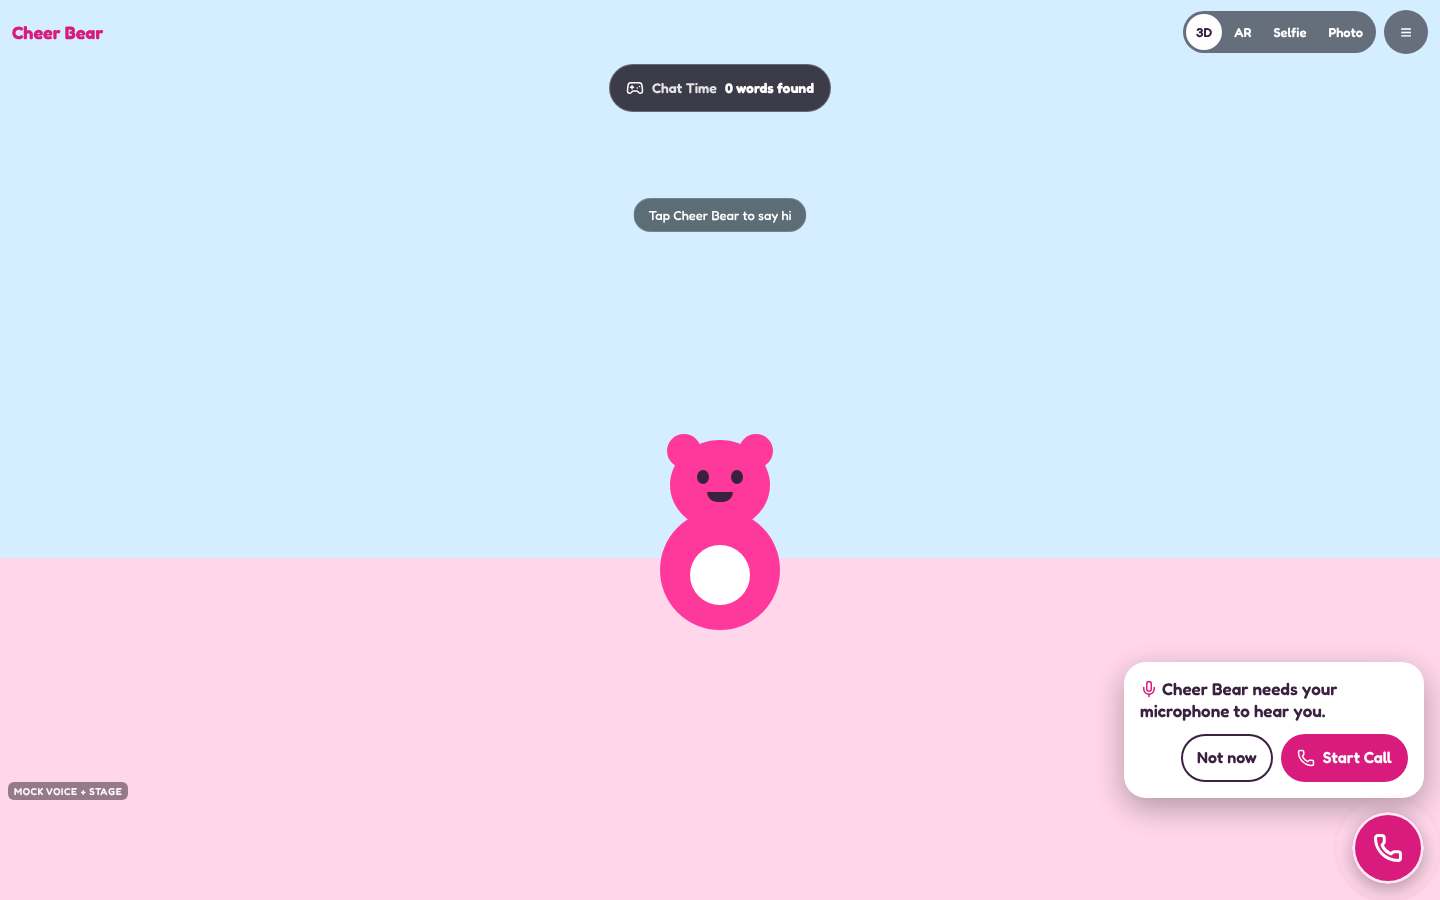 Cheer Bear
3D AR Selfie Photo
Chat Time 0 words found
Tap Cheer Bear to say hi
Cheer Bear needs your
microphone to hear you.
Not now Start Call
MOCK VOICE + STAGE